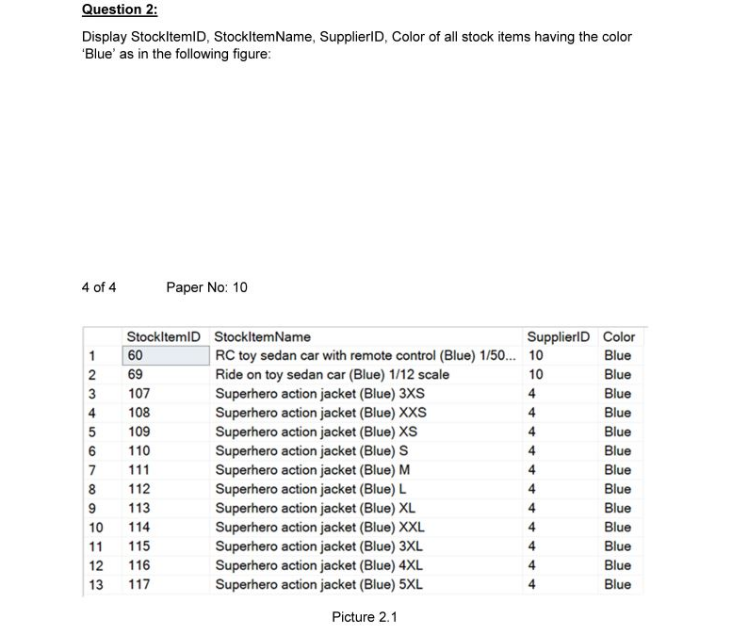 Question 2:
Display StockItemID, StockItemName, SupplierID, Color of all stock items having the color
'Blue' as in the following figure:
4 of 4 Paper No: 10
StockItemID StockItemName SupplierID Color
1 60 RC toy sedan car with remote control (Blue) 1/50... 10 Blue
2 69 Ride on toy sedan car (Blue) 1/12 scale 10 Blue
3 107 Superhero action jacket (Blue) 3XS 4 Blue
4 108 Superhero action jacket (Blue) XXS 4 Blue
5 109 Superhero action jacket (Blue) XS 4 Blue
6 110 Superhero action jacket (Blue) S 4 Blue
7 111 Superhero action jacket (Blue) M 4 Blue
8 112 Superhero action jacket (Blue) L 4 Blue
9 113 Superhero action jacket (Blue) XL 4 Blue
10 114 Superhero action jacket (Blue) XXL 4 Blue
11 115 Superhero action jacket (Blue) 3XL 4 Blue
12 116 Superhero action jacket (Blue) 4XL 4 Blue
13 117 Superhero action jacket (Blue) 5XL 4 Blue
Picture 2.1